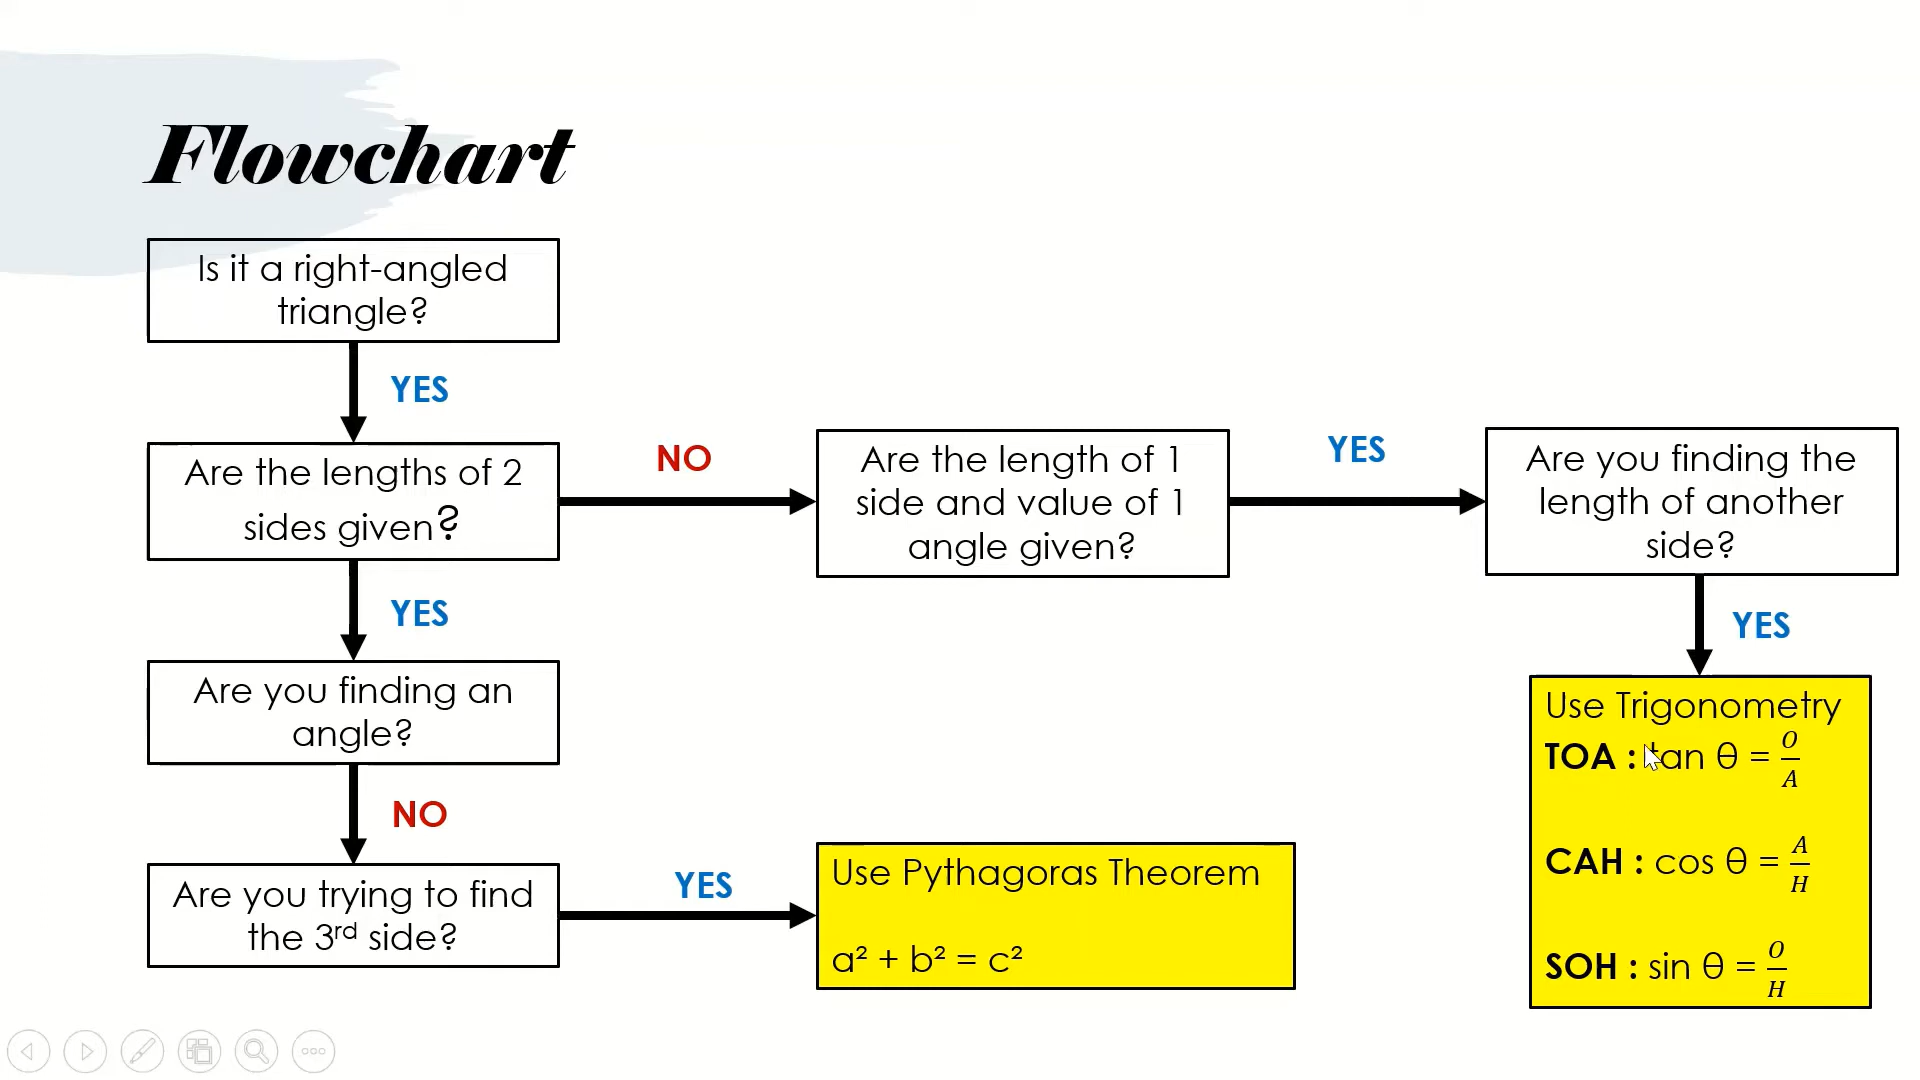 Flowchart
Is it a right-angled
triangle?
YES
Are the lengths of 2
sides given?
NO
Are the length of 1
side and value of 1
angle given?
YES
Are you finding the
length of another
side?
YES
YES
Are you finding an
angle?
NO
Are you trying to find
the 3rd side?
YES
Use Pythagoras Theorem
a² + b² = c²
Use Trigonometry
TOA : tan θ = O/A
CAH : cos θ = A/H
SOH : sin θ = O/H